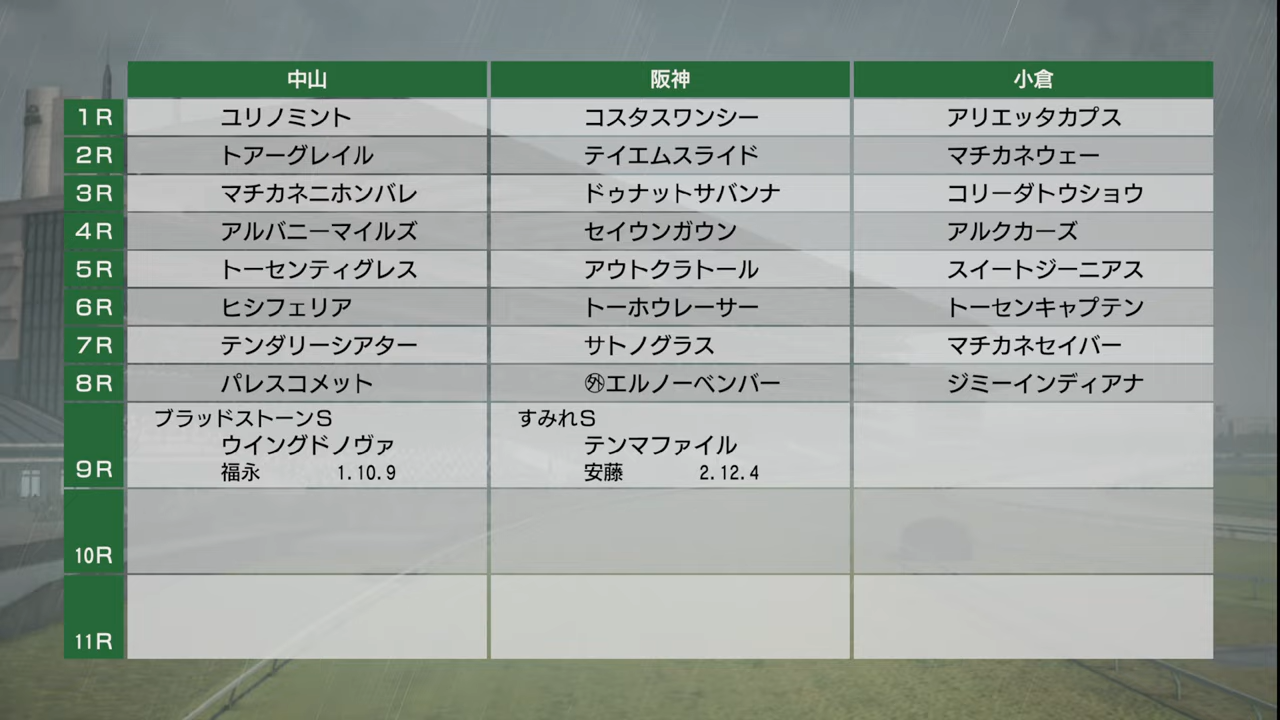 中山 阪神 小倉
1R ユリノミント コスタスワンシー アリエッタカプス
2R トアーグレイル テイエムスライド マチカネウェー
3R マチカネニホンバレ ドゥナットサバンナ コリーダトウショウ
4R アルバニーマイルズ セイウンガウン アルクカーズ
5R トーセンティグレス アウトクラトール スイートジーニアス
6R ヒシフェリア トーホウレーサー トーセンキャプテン
7R テンダリーシアター サトノグラス マチカネセイバー
8R パレスコメット ㊕エルノーベンバー ジミーインディアナ
ブラッドストーンS すみれS
ウイングドノヴァ テンマファイル
9R 福永 1.10.9 安藤 2.12.4
10R
11R